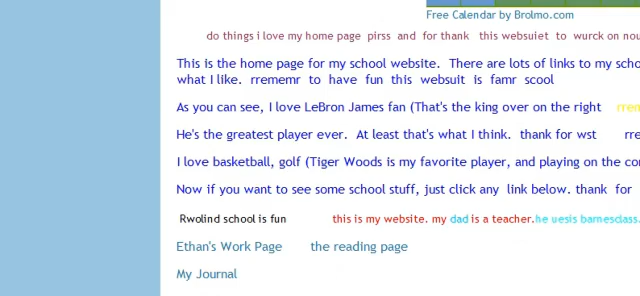 Free Calendar by Brolmo.com
do things i love my home page pirss and for thank this websuiet to wurck on nou
This is the home page for my school website. There are lots of links to my scho
what I like. rrememr to have fun this websuit is famr scool
As you can see, I love LeBron James fan (That's the king over on the right rrem
He's the greatest player ever. At least that's what I think. thank for wst rre
I love basketball, golf (Tiger Woods is my favorite player, and playing on the co
Now if you want to see some school stuff, just click any link below. thank for
Rwolind school is fun this is my website. my dad is a teacher.he uesis barnesclass.
Ethan's Work Page the reading page
My Journal